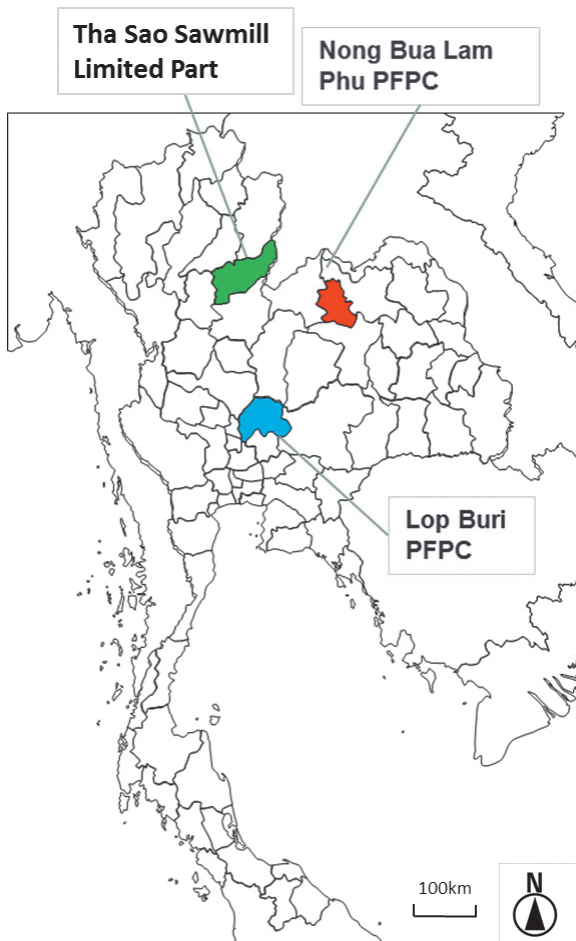 Tha Sao Sawmill
Limited Part
Nong Bua Lam
Phu PFPC
Lop Buri
PFPC
100km
N